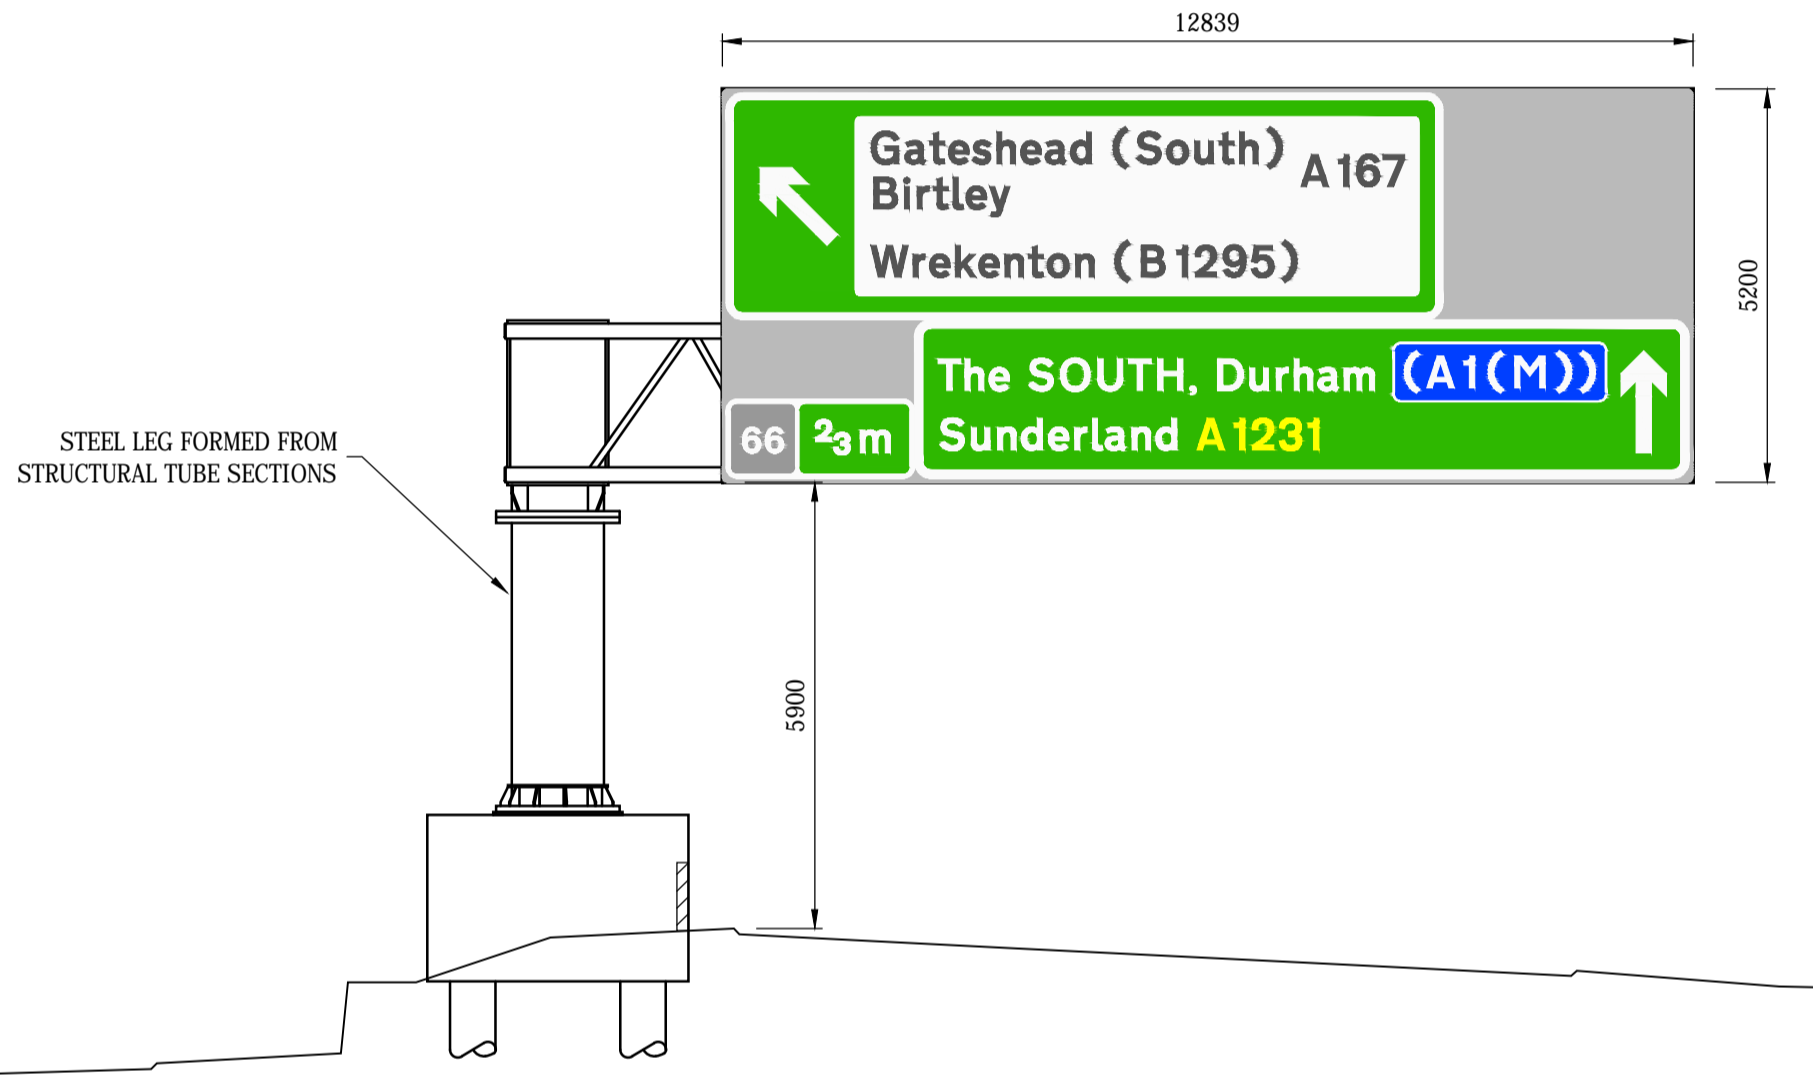 12839
Gateshead (South) A167
Birtley
Wrekenton (B1295)
5200
The SOUTH, Durham (A1(M))
Sunderland A1231
66 ⅔m
STEEL LEG FORMED FROM
STRUCTURAL TUBE SECTIONS
5900